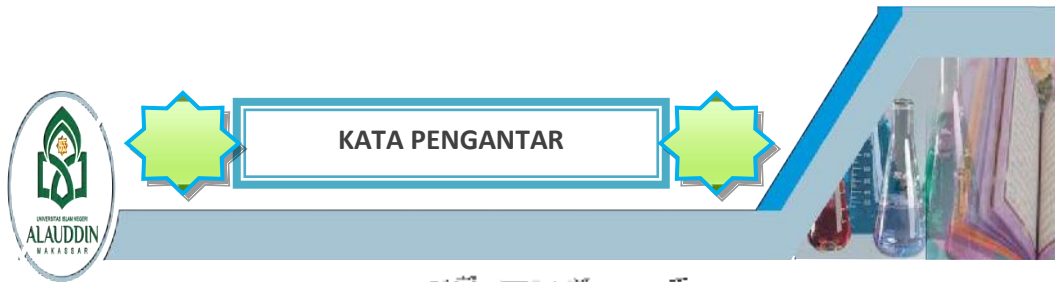 KATA PENGANTAR
UNIVERSITAS ISLAM NEGERI
ALAUDDIN
MAKASSAR